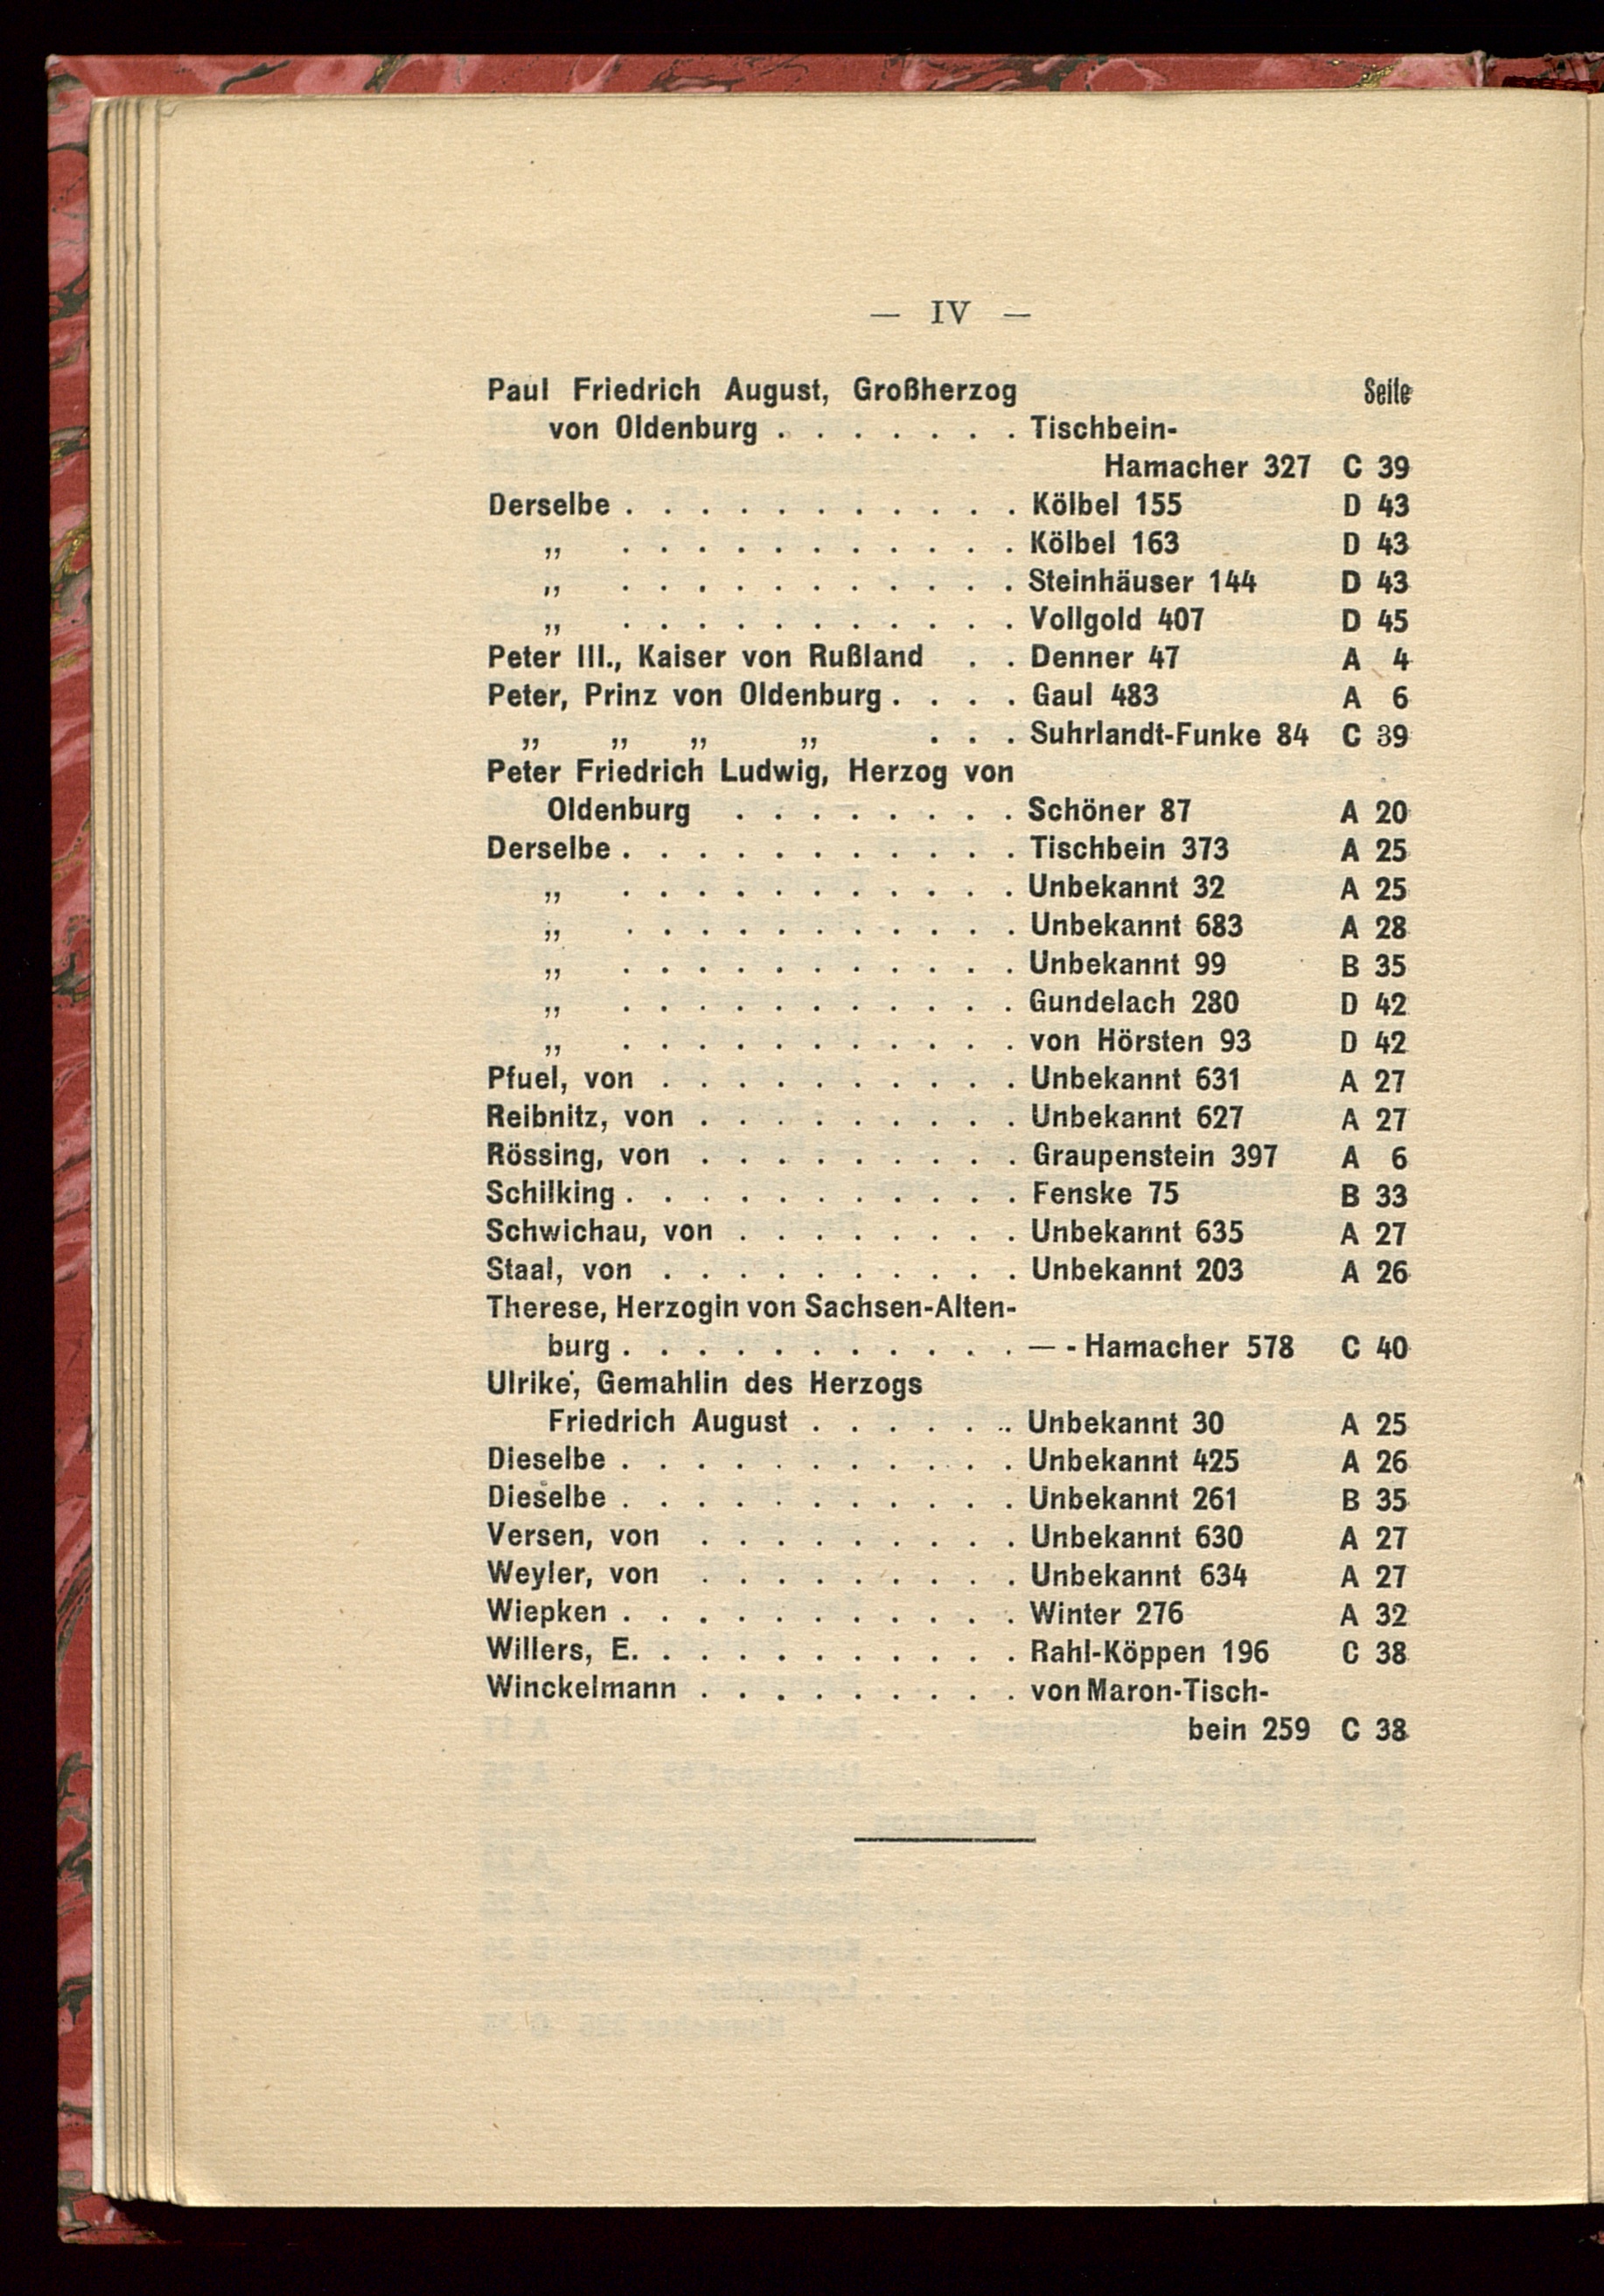 — IV —
Paul Friedrich August, Großherzog Seite
von Oldenburg . . . . . . . Tischbein-
Hamacher 327 C 39
Derselbe . . . . . . . . . . . Kölbel 155 D 43
„ . . . . . . . . . . . Kölbel 163 D 43
„ . . . . . . . . . . . Steinhäuser 144 D 43
„ . . . . . . . . . . . Vollgold 407 D 45
Peter III., Kaiser von Rußland . . Denner 47 A 4
Peter, Prinz von Oldenburg . . . . Gaul 483 A 6
„ „ „ „ . . . Suhrlandt-Funke 84 C 39
Peter Friedrich Ludwig, Herzog von
Oldenburg . . . . . . . . Schöner 87 A 20
Derselbe . . . . . . . . . . . Tischbein 373 A 25
„ . . . . . . . . . . . Unbekannt 32 A 25
„ . . . . . . . . . . . Unbekannt 683 A 28
„ . . . . . . . . . . . Unbekannt 99 B 35
„ . . . . . . . . . . . Gundelach 280 D 42
„ . . . . . . . . . . . von Hörsten 93 D 42
Pfuel, von . . . . . . . . . . Unbekannt 631 A 27
Reibnitz, von . . . . . . . . . Unbekannt 627 A 27
Rössing, von . . . . . . . . . Graupenstein 397 A 6
Schilking . . . . . . . . . . . Fenske 75 B 33
Schwichau, von . . . . . . . . Unbekannt 635 A 27
Staal, von . . . . . . . . . . Unbekannt 203 A 26
Therese, Herzogin von Sachsen-Alten-
burg . . . . . . . . . . . — - Hamacher 578 C 40
Ulrike, Gemahlin des Herzogs
Friedrich August . . . . . . Unbekannt 30 A 25
Dieselbe . . . . . . . . . . . Unbekannt 425 A 26
Dieselbe . . . . . . . . . . . Unbekannt 261 B 35
Versen, von . . . . . . . . . Unbekannt 630 A 27
Weyler, von . . . . . . . . . Unbekannt 634 A 27
Wiepken . . . . . . . . . . . Winter 276 A 32
Willers, E. . . . . . . . . . . Rahl-Köppen 196 C 38
Winckelmann . . . . . . . . . von Maron-Tisch-
bein 259 C 38